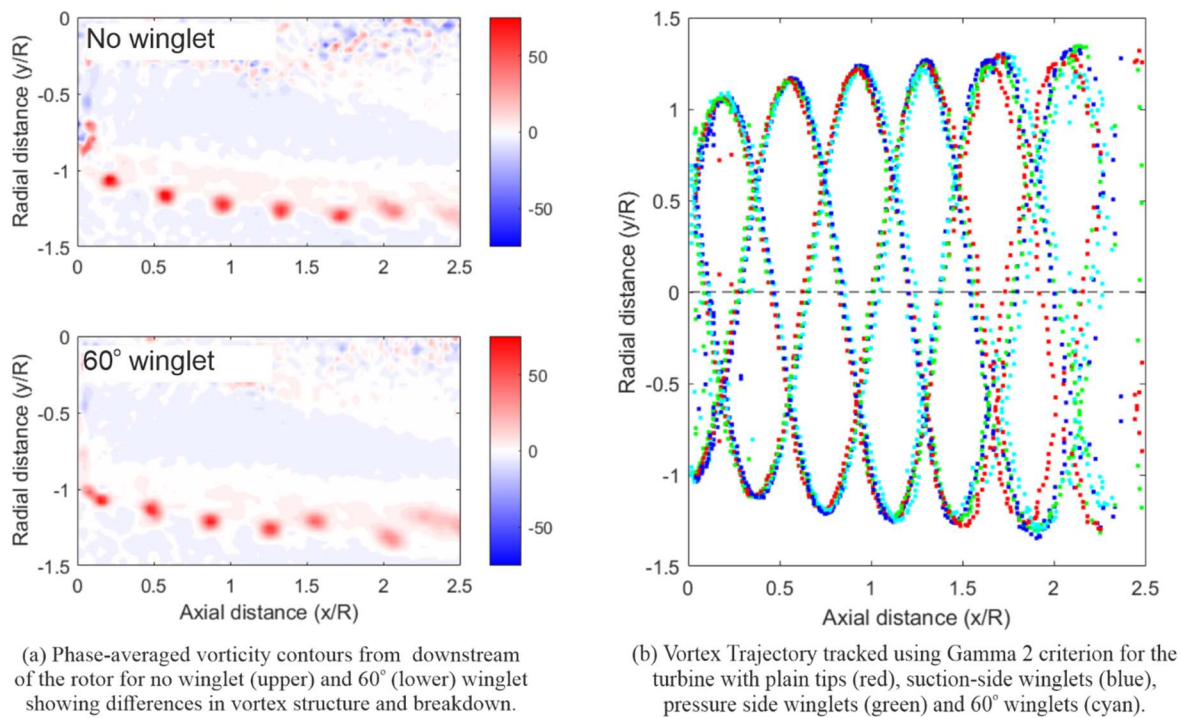 No winglet
Radial distance (y/R)
0
-0.5
-1
-1.5
0 0.5 1 1.5 2 2.5
50
0
-50
60° winglet
Radial distance (y/R)
0
-0.5
-1
-1.5
0 0.5 1 1.5 2 2.5
Axial distance (x/R)
50
0
-50
(a) Phase-averaged vorticity contours from downstream
of the rotor for no winglet (upper) and 60° (lower) winglet
showing differences in vortex structure and breakdown.
Radial distance (y/R)
1.5
1
0.5
0
-0.5
-1
-1.5
0 0.5 1 1.5 2 2.5
Axial distance (x/R)
(b) Vortex Trajectory tracked using Gamma 2 criterion for the
turbine with plain tips (red), suction-side winglets (blue),
pressure side winglets (green) and 60° winglets (cyan).